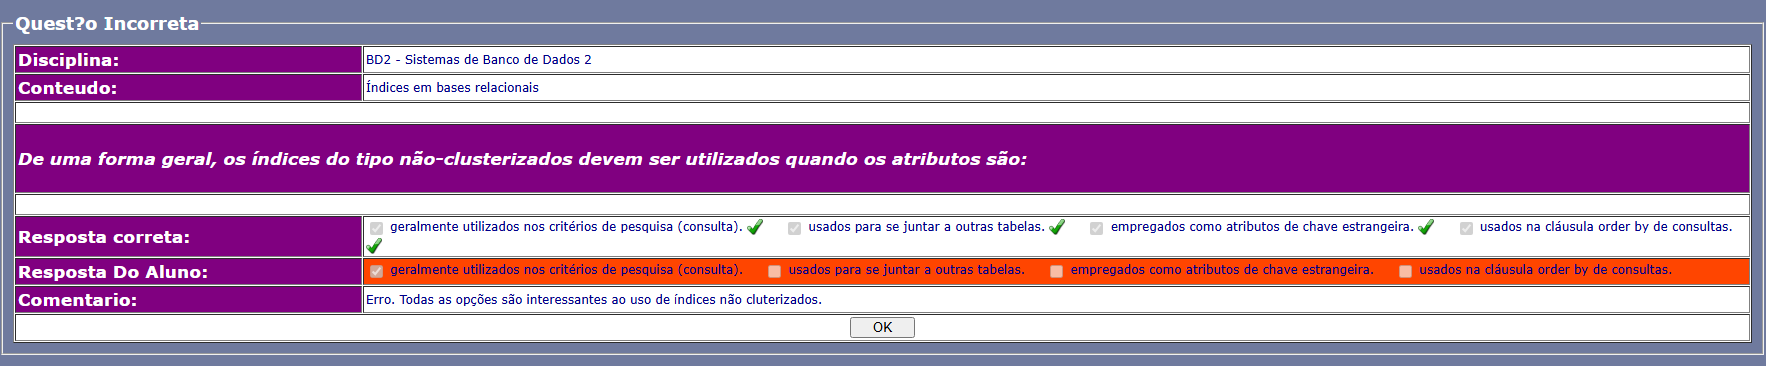 Quest?o Incorreta
Disciplina: BD2 - Sistemas de Banco de Dados 2
Conteudo: Índices em bases relacionais
De uma forma geral, os índices do tipo não-clusterizados devem ser utilizados quando os atributos são:
Resposta correta: geralmente utilizados nos critérios de pesquisa (consulta). usados para se juntar a outras tabelas. empregados como atributos de chave estrangeira. usados na cláusula order by de consultas.
Resposta Do Aluno: geralmente utilizados nos critérios de pesquisa (consulta). usados para se juntar a outras tabelas. empregados como atributos de chave estrangeira. usados na cláusula order by de consultas.
Comentario: Erro. Todas as opções são interessantes ao uso de índices não cluterizados.
OK